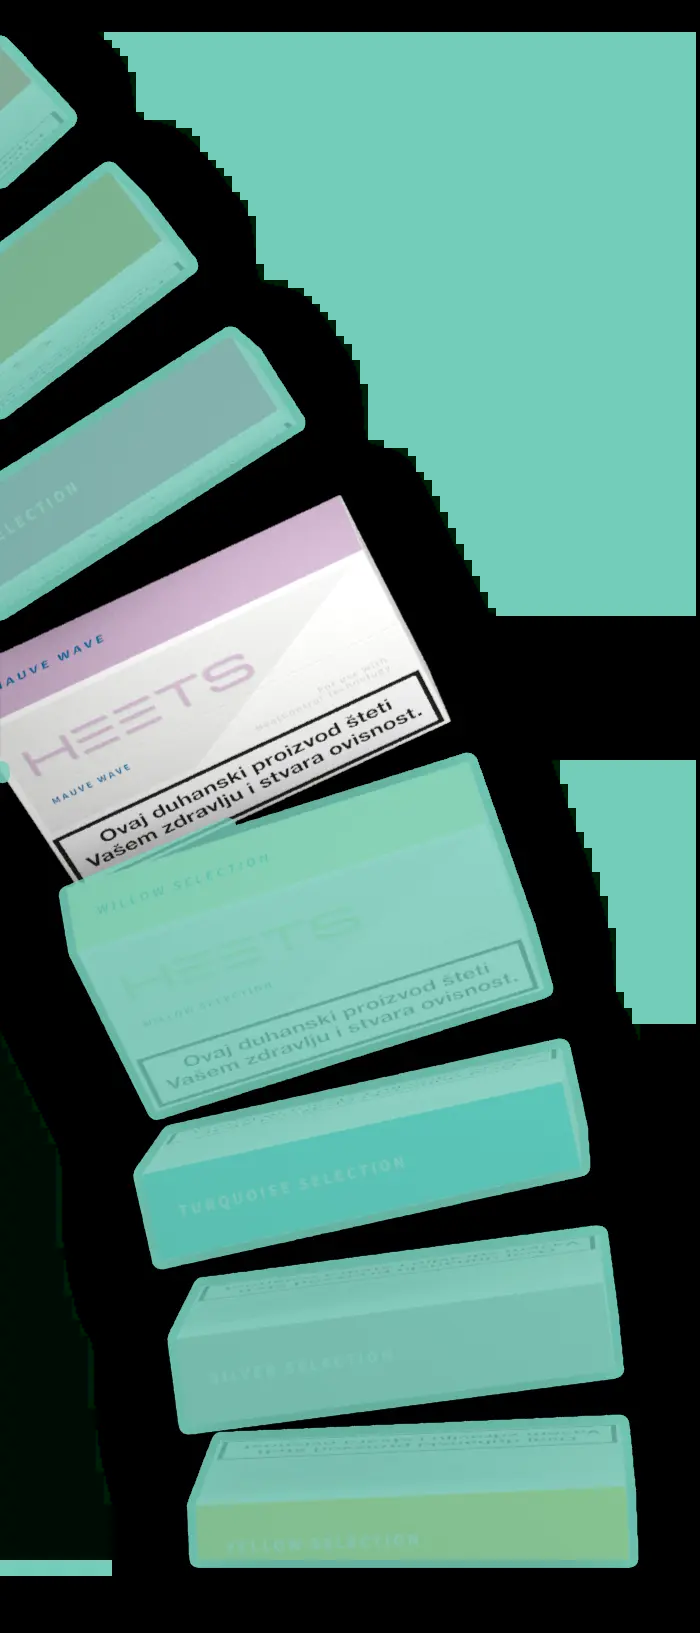 ELECTION
MAUVE WAVE
HEETS
For use with
Heatcontrol Technology
MAUVE WAVE
Ovaj duhanski proizvod šteti
Vašem zdravlju i stvara ovisnost.
WILLOW SELECTION
HEETS
WILLOW SELECTION
Ovaj duhanski proizvod šteti
Vašem zdravlju i stvara ovisnost.
TURQUOISE SELECTION
SILVER SELECTION
YELLOW SELECTION